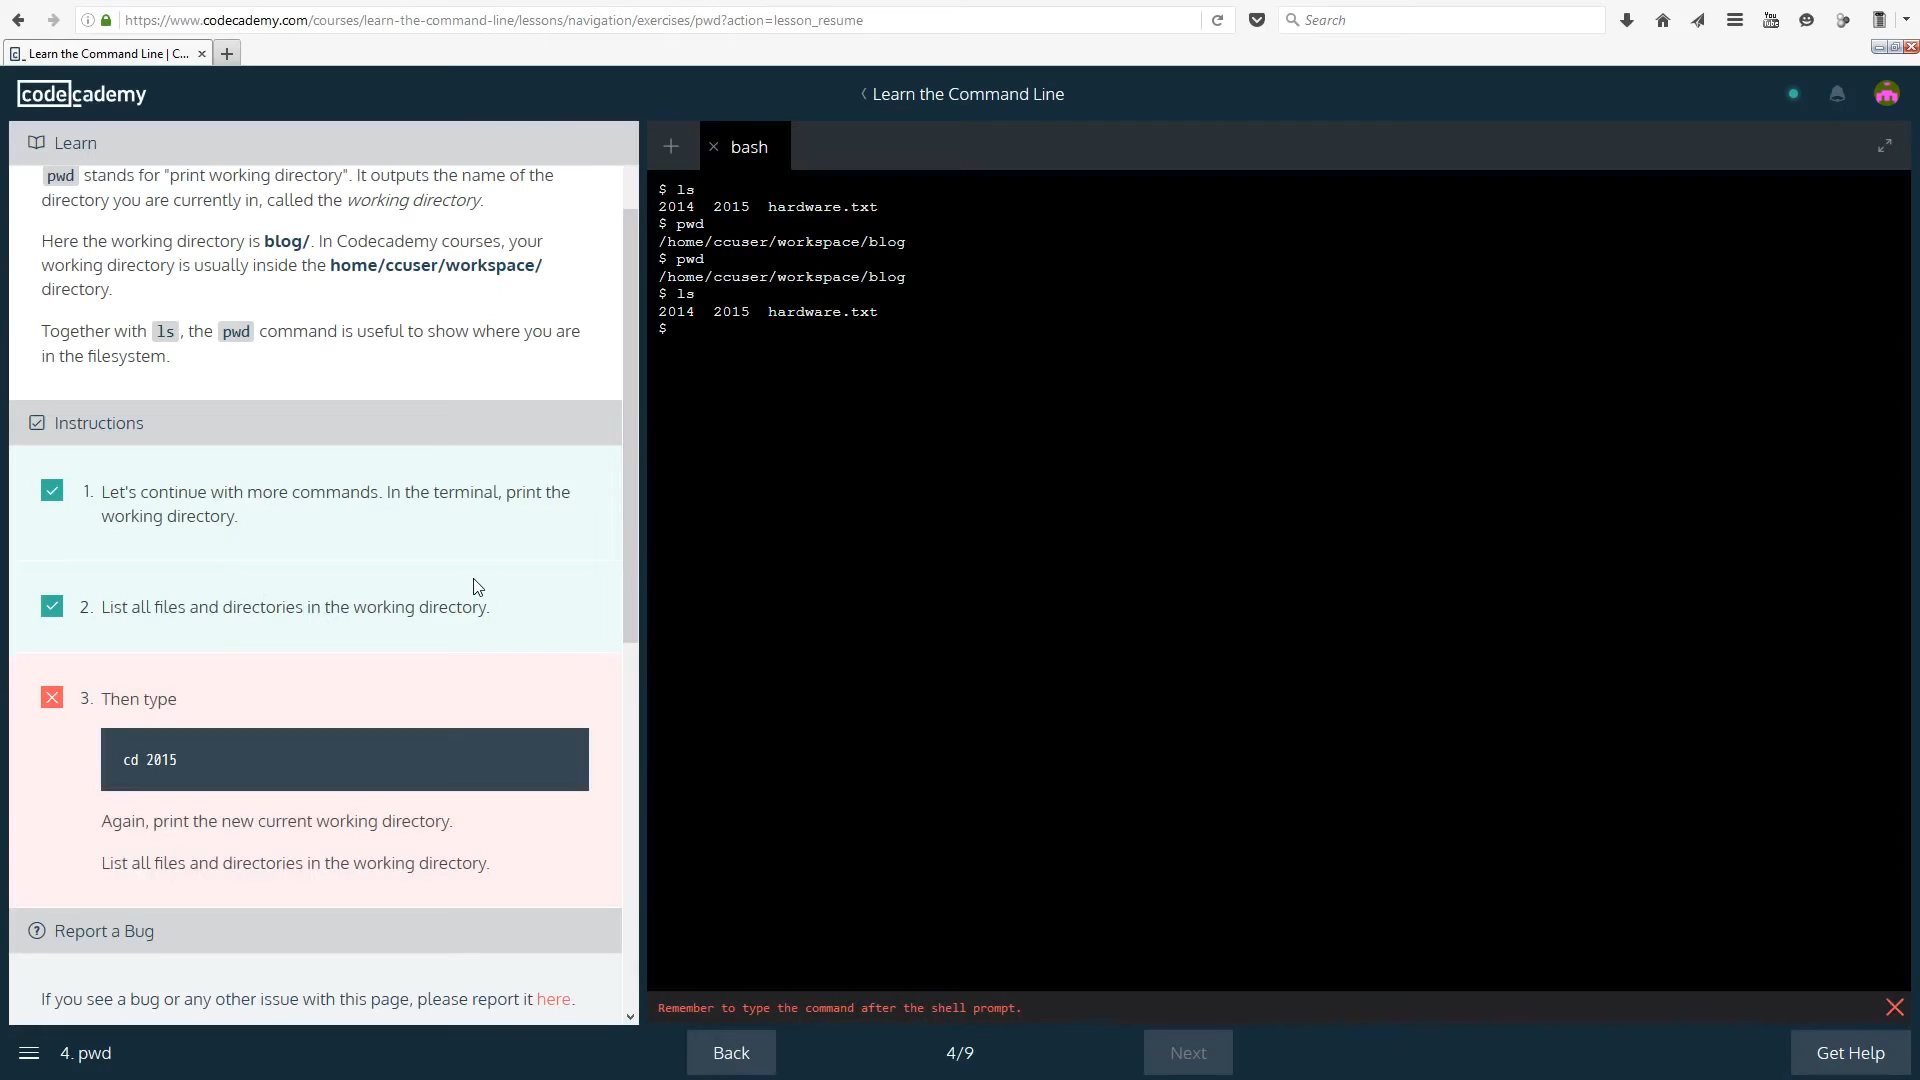 https://www.codecademy.com/courses/learn-the-command-line/lessons/navigation/exercises/pwd?action=lesson_resume
Search
You
Tube
Learn the Command Line | C...
codecademy
Learn the Command Line
Learn
bash
pwd stands for "print working directory". It outputs the name of the
directory you are currently in, called the working directory.
Here the working directory is blog/. In Codecademy courses, your
working directory is usually inside the home/ccuser/workspace/
directory.
Together with ls, the pwd command is useful to show where you are
in the filesystem.
Instructions
1. Let's continue with more commands. In the terminal, print the
working directory.
2. List all files and directories in the working directory.
3. Then type
cd 2015
Again, print the new current working directory.
List all files and directories in the working directory.
Report a Bug
If you see a bug or any other issue with this page, please report it here.
$ ls
2014 2015 hardware.txt
$ pwd
/home/ccuser/workspace/blog
$ pwd
/home/ccuser/workspace/blog
$ ls
2014 2015 hardware.txt
$
Remember to type the command after the shell prompt.
4. pwd
Back
4/9
Next
Get Help